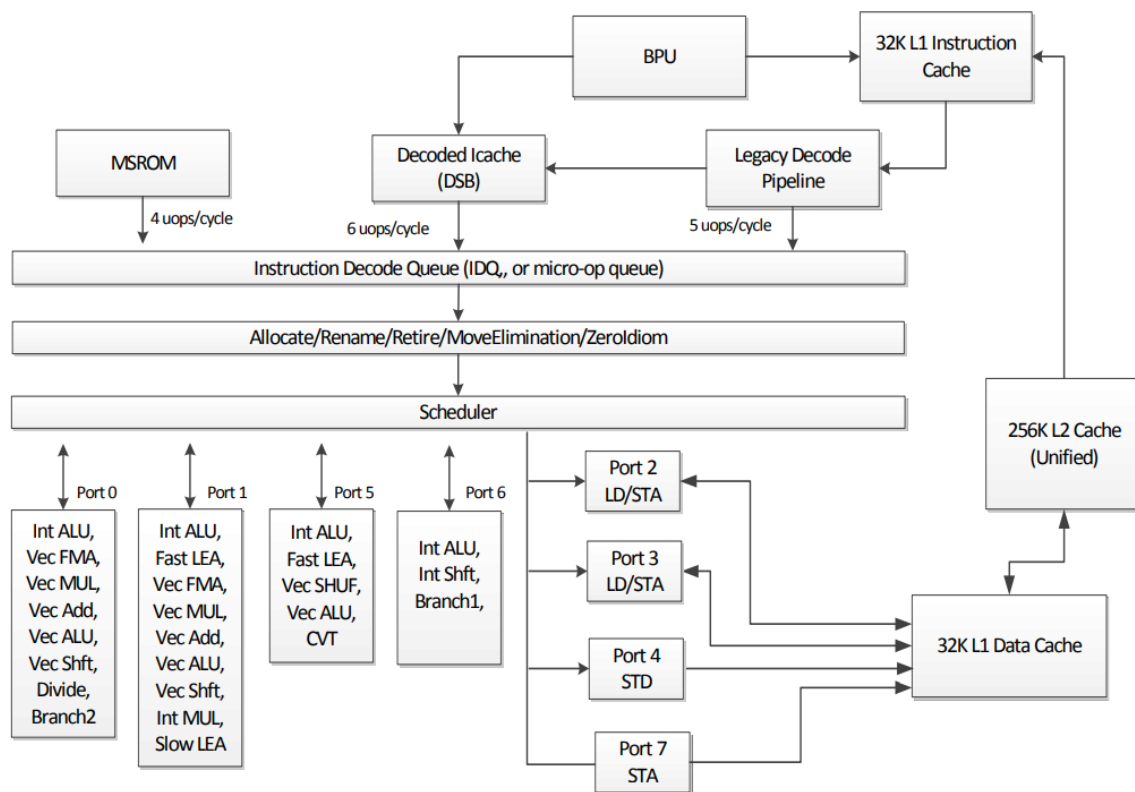 BPU
32K L1 Instruction
Cache
MSROM
Decoded Icache
(DSB)
Legacy Decode
Pipeline
4 uops/cycle
6 uops/cycle
5 uops/cycle
Instruction Decode Queue (IDQ,, or micro-op queue)
Allocate/Rename/Retire/MoveElimination/ZeroIdiom
Scheduler
256K L2 Cache
(Unified)
Port 0
Int ALU,
Vec FMA,
Vec MUL,
Vec Add,
Vec ALU,
Vec Shft,
Divide,
Branch2
Port 1
Int ALU,
Fast LEA,
Vec FMA,
Vec MUL,
Vec Add,
Vec ALU,
Vec Shft,
Int MUL,
Slow LEA
Port 5
Int ALU,
Fast LEA,
Vec SHUF,
Vec ALU,
CVT
Port 6
Int ALU,
Int Shft,
Branch1,
Port 2
LD/STA
Port 3
LD/STA
Port 4
STD
Port 7
STA
32K L1 Data Cache